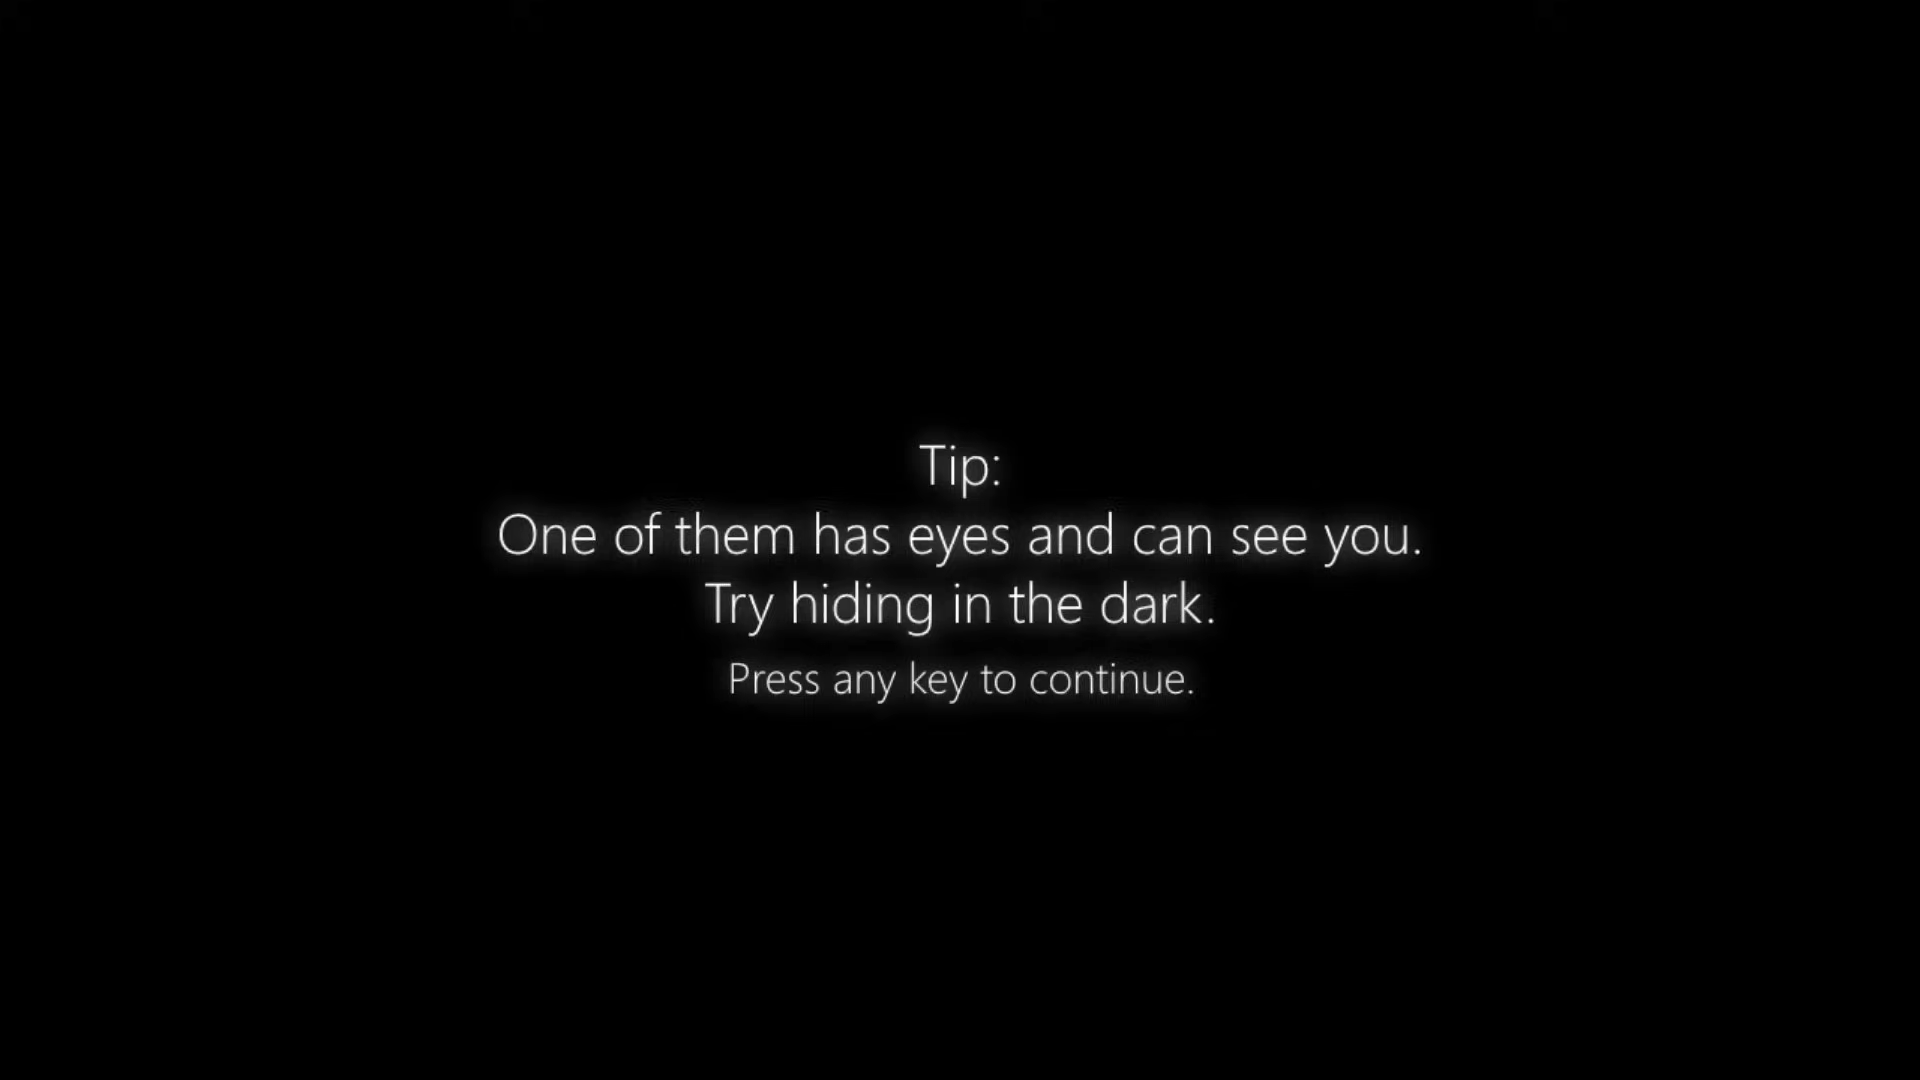 Tip:
One of them has eyes and can see you.
Try hiding in the dark.
Press any key to continue.